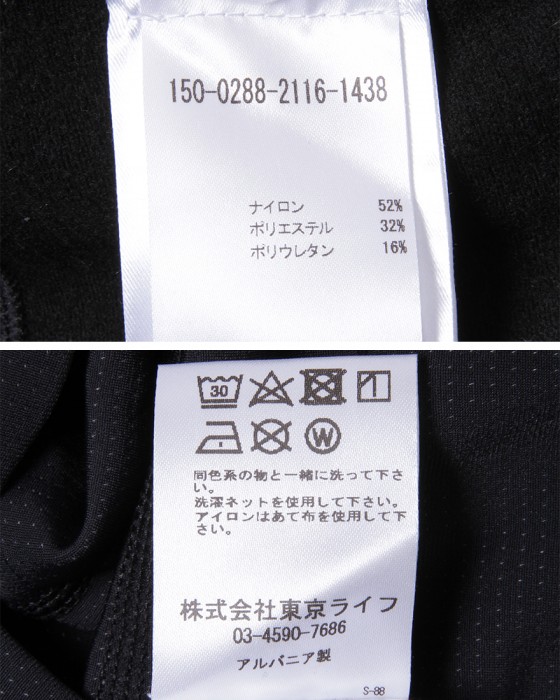 150-0288-2116-1438
ナイロン 52%
ポリエステル 32%
ポリウレタン 16%
30
W
同色系の物と一緒に洗って下さ
い。
洗濯ネットを使用して下さい。
アイロンはあて布を使用して下
さい。
株式会社東京ライフ
03-4590-7686
アルバニア製
S-88